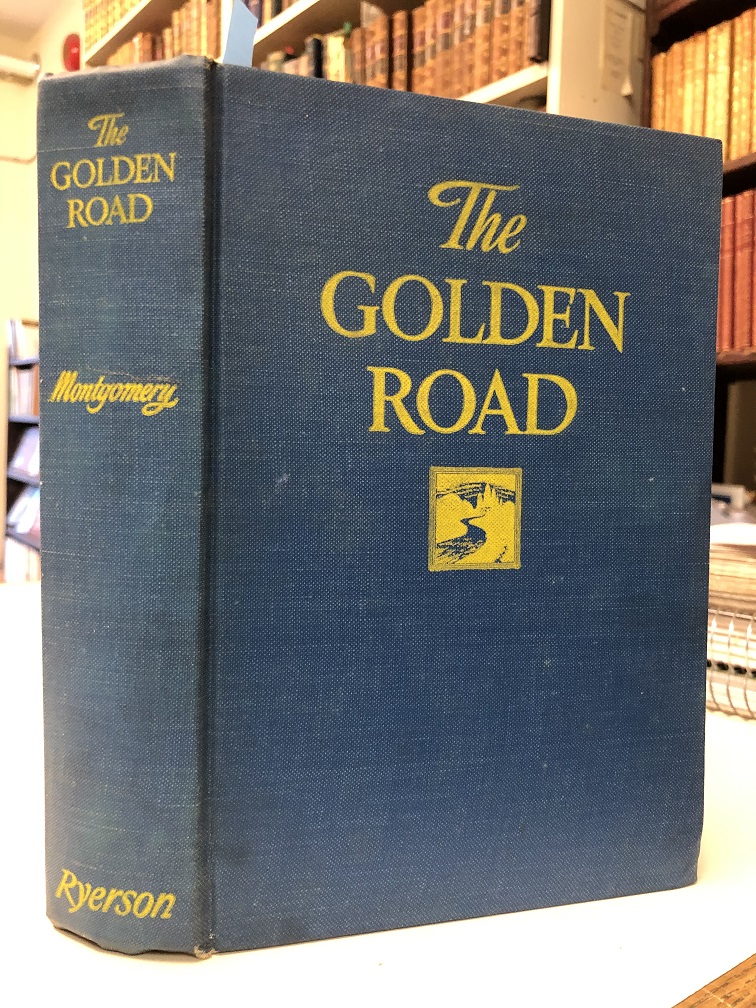 The
GOLDEN
ROAD
Montgomery
Ryerson
The
GOLDEN
ROAD